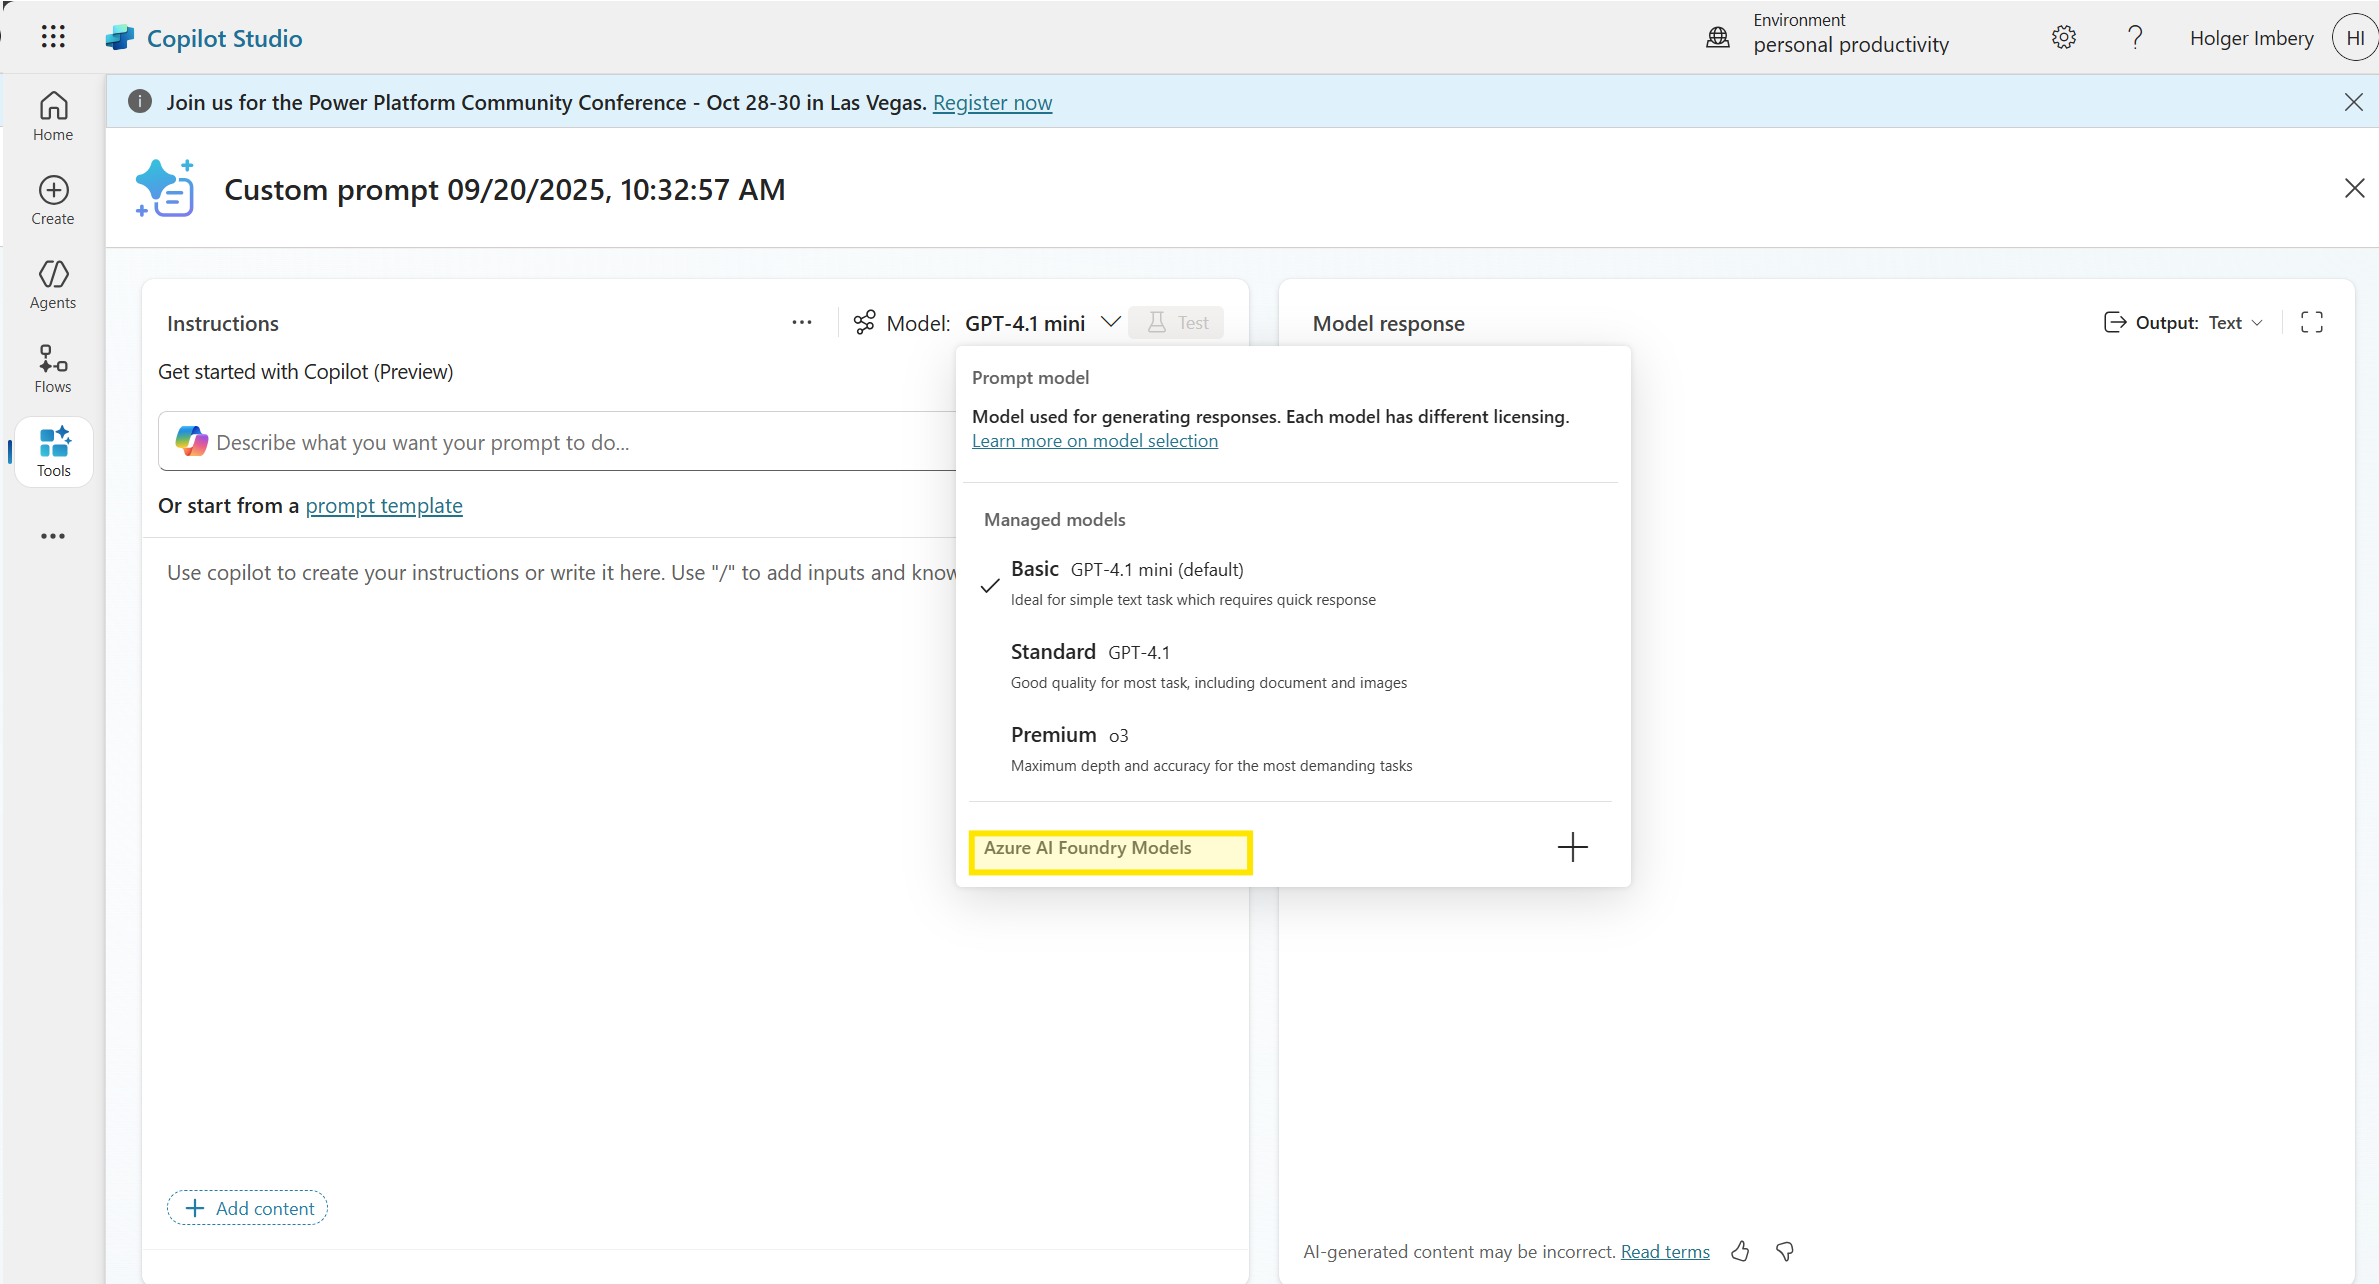 Copilot Studio
Environment
personal productivity
Holger Imbery
HI
Join us for the Power Platform Community Conference - Oct 28-30 in Las Vegas. Register now
Home
Create
Agents
Flows
Tools
Custom prompt 09/20/2025, 10:32:57 AM
Instructions
Model: GPT-4.1 mini
Test
Get started with Copilot (Preview)
Describe what you want your prompt to do...
Or start from a prompt template
Use copilot to create your instructions or write it here. Use "/" to add inputs and know
Prompt model
Model used for generating responses. Each model has different licensing.
Learn more on model selection
Managed models
Basic GPT-4.1 mini (default)
Ideal for simple text task which requires quick response
Standard GPT-4.1
Good quality for most task, including document and images
Premium o3
Maximum depth and accuracy for the most demanding tasks
Azure AI Foundry Models
Add content
Model response
Output: Text
AI-generated content may be incorrect. Read terms